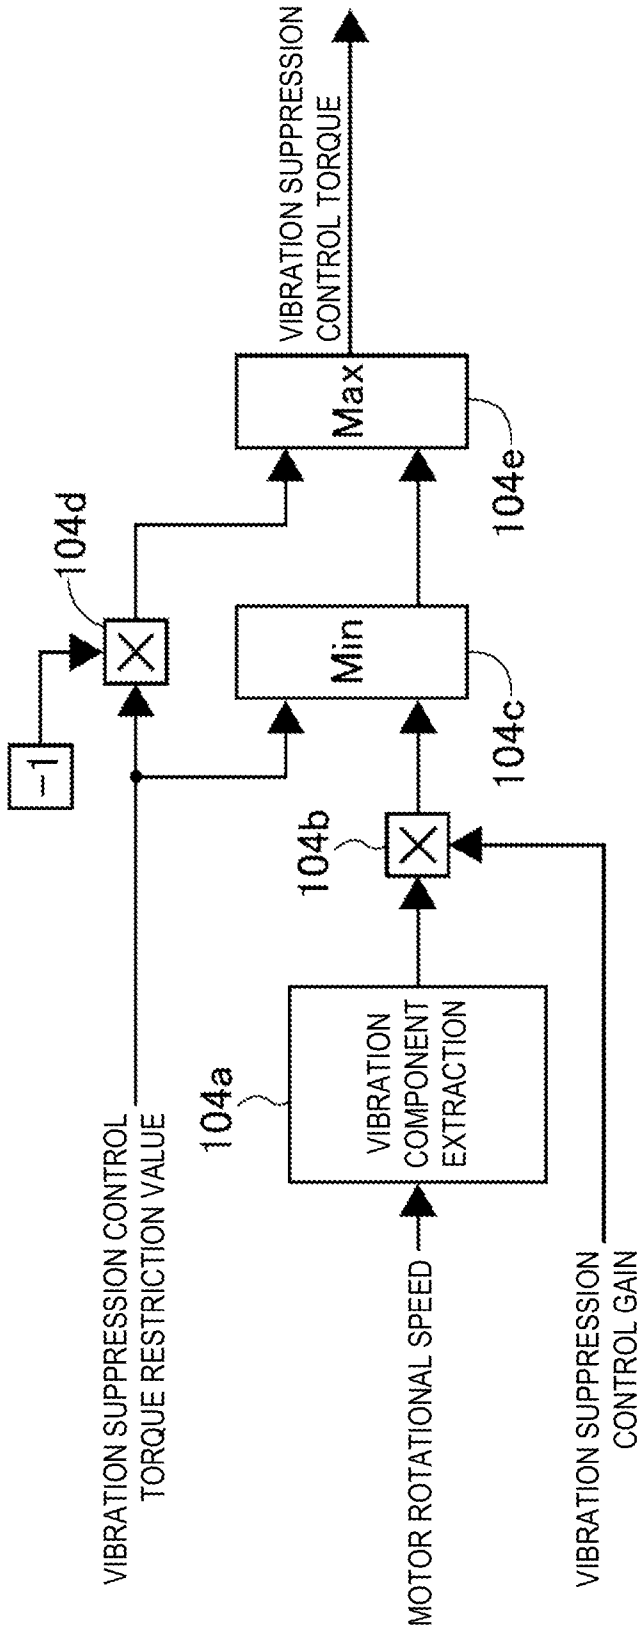 VIBRATION SUPPRESSION CONTROL
TORQUE RESTRICTION VALUE
-1
104d
MOTOR ROTATIONAL SPEED
104a
VIBRATION
COMPONENT
EXTRACTION
104b
Min
104c
Max
104e
VIBRATION SUPPRESSION
CONTROL TORQUE
VIBRATION SUPPRESSION
CONTROL GAIN